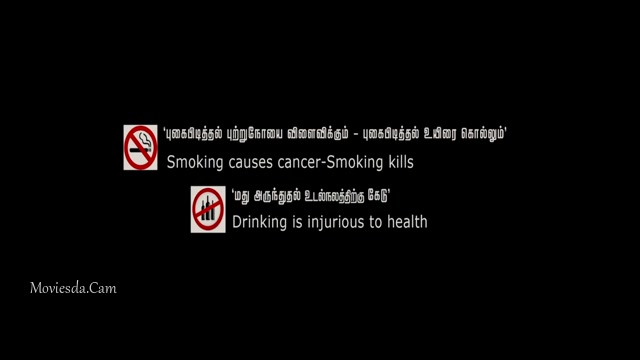 ‘புகைபிடித்தல் புற்றுநோயை விளைவிக்கும் - புகைபிடித்தல் உயிரை கொல்லும்’
Smoking causes cancer-Smoking kills
‘மது அருந்துதல் உடல்நலத்திற்கு கேடு’
Drinking is injurious to health
Moviesda.Cam